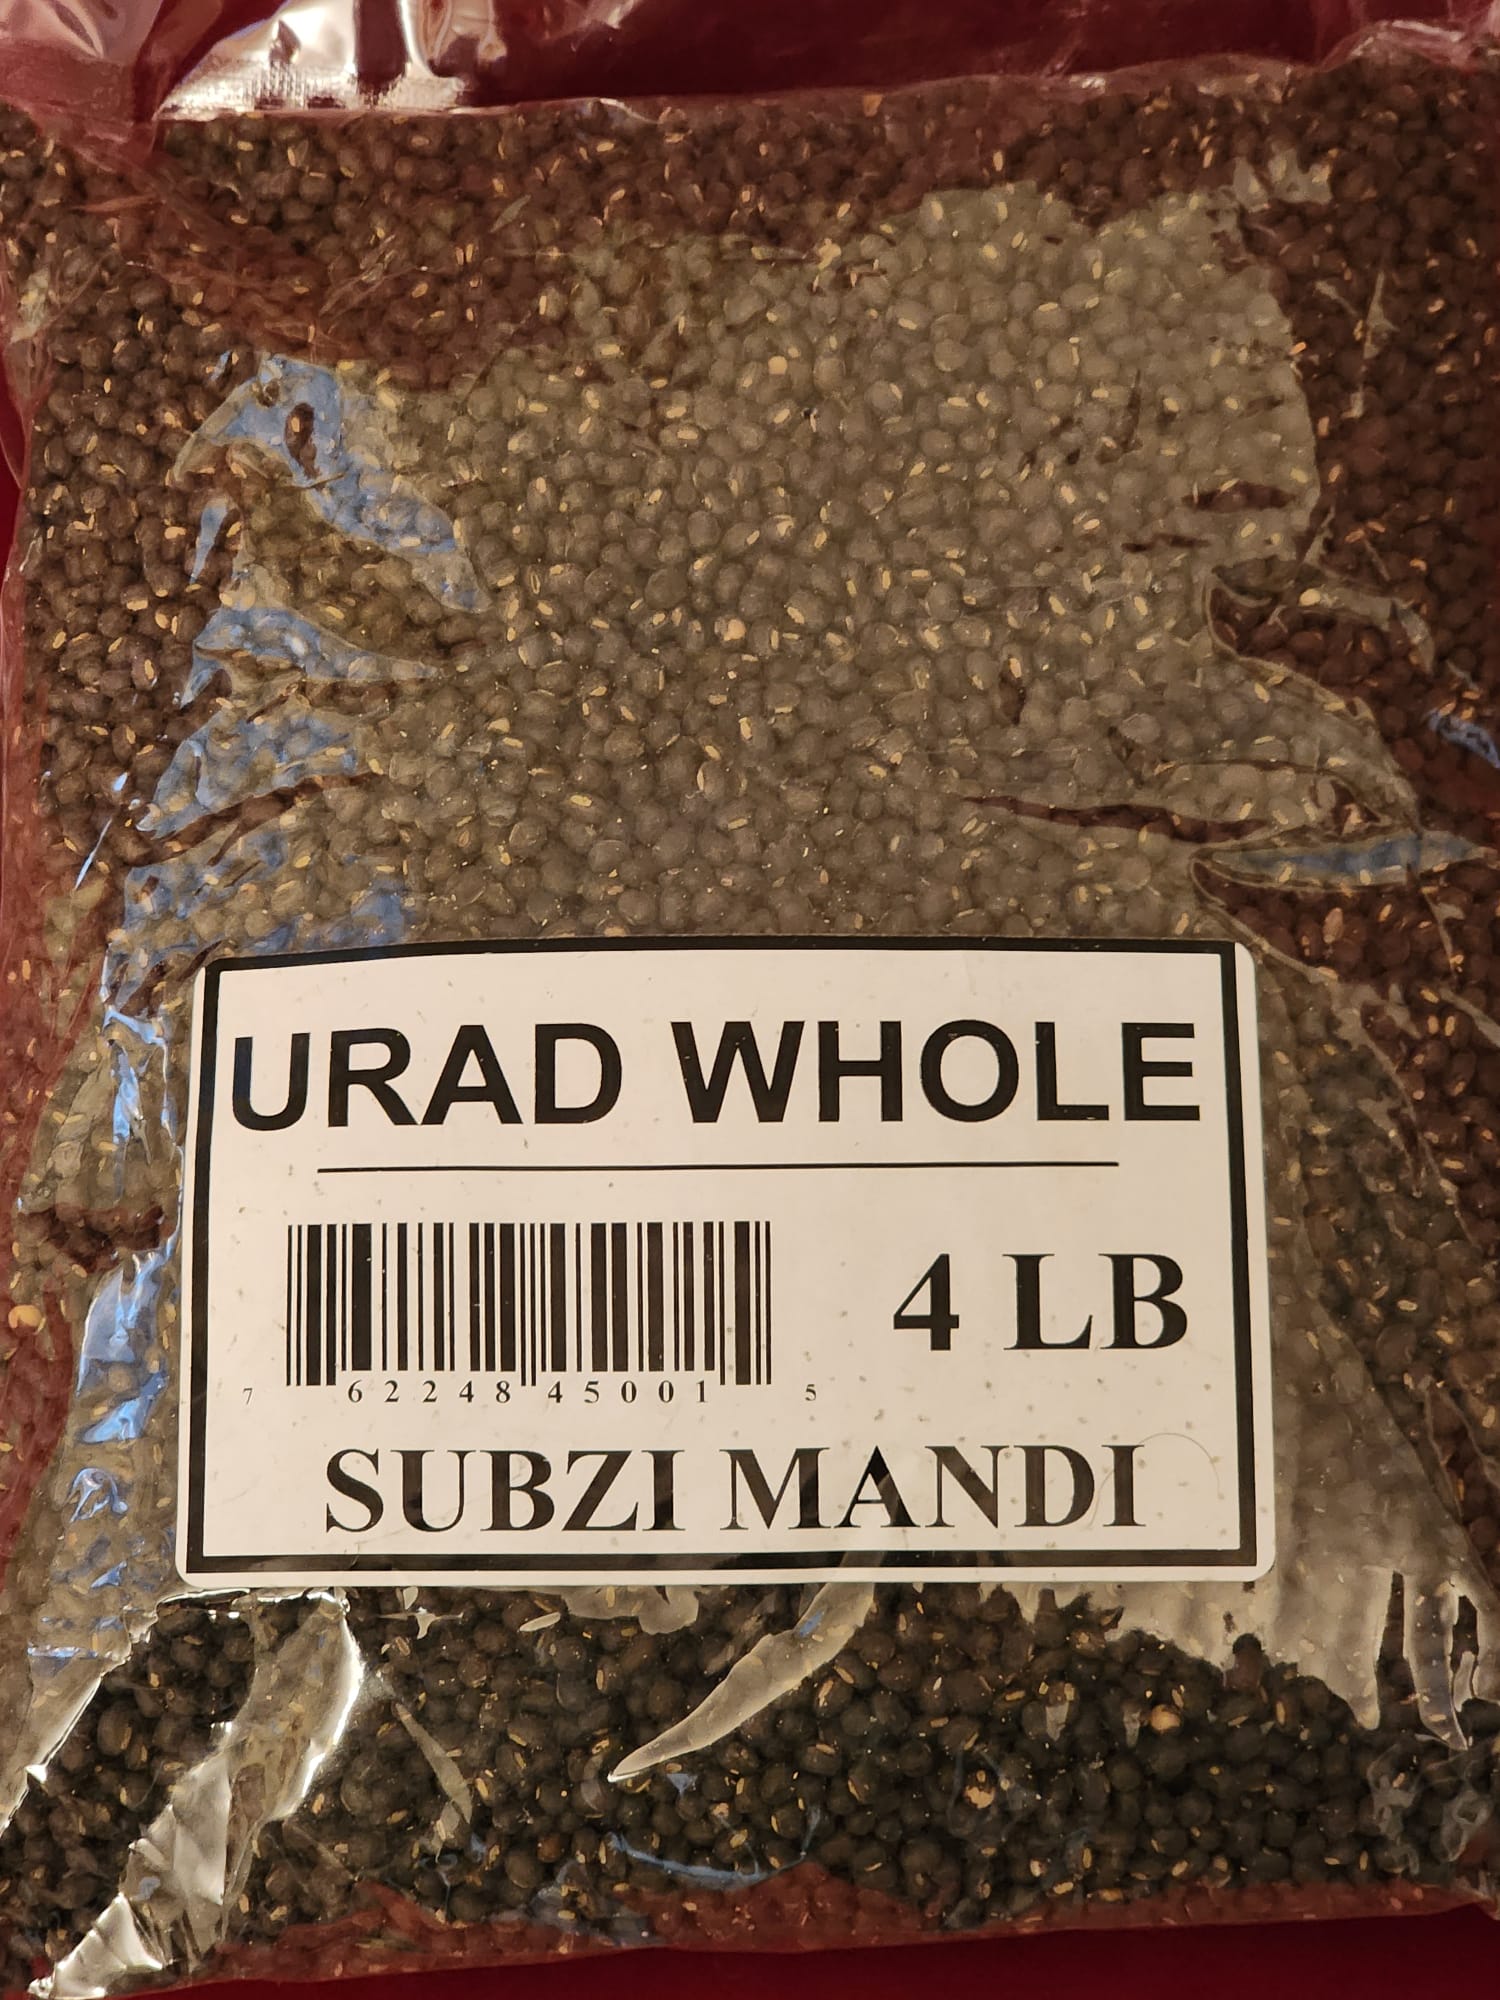 URAD WHOLE
4 LB
7 62248 45001 5
SUBZI MANDI